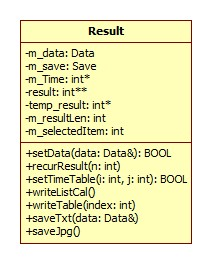 Result
-m_data: Data
-m_save: Save
-m_Time: int*
-result: int**
-temp_result: int*
-m_resultLen: int
-m_selectedItem: int
+setData(data: Data&): BOOL
+recurResult(n: int)
+setTimeTable(i: int, j: int): BOOL
+writeListCal()
+writeTable(index: int)
+saveTxt(data: Data&)
+saveJpg()